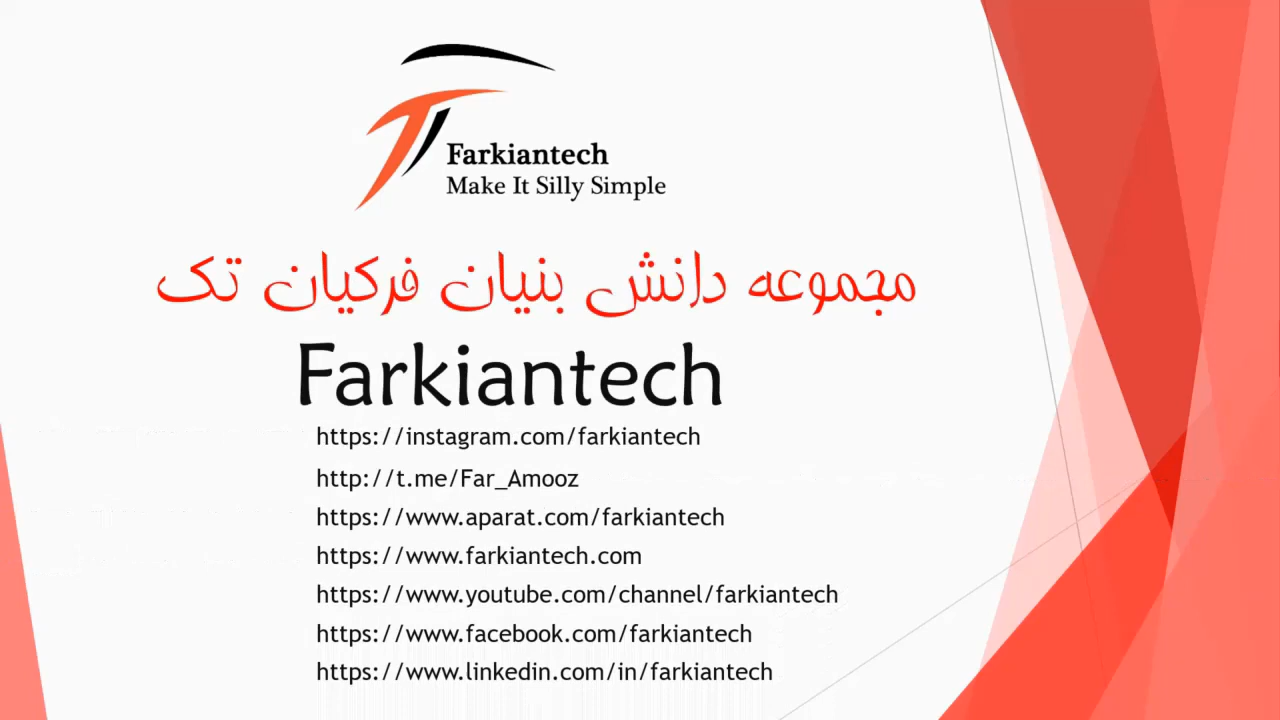 Farkiantech
Make It Silly Simple
مجموعه دانش بنیان فرکیان تک
Farkiantech
https://instagram.com/farkiantech
http://t.me/Far_Amooz
https://www.aparat.com/farkiantech
https://www.farkiantech.com
https://www.youtube.com/channel/farkiantech
https://www.facebook.com/farkiantech
https://www.linkedin.com/in/farkiantech